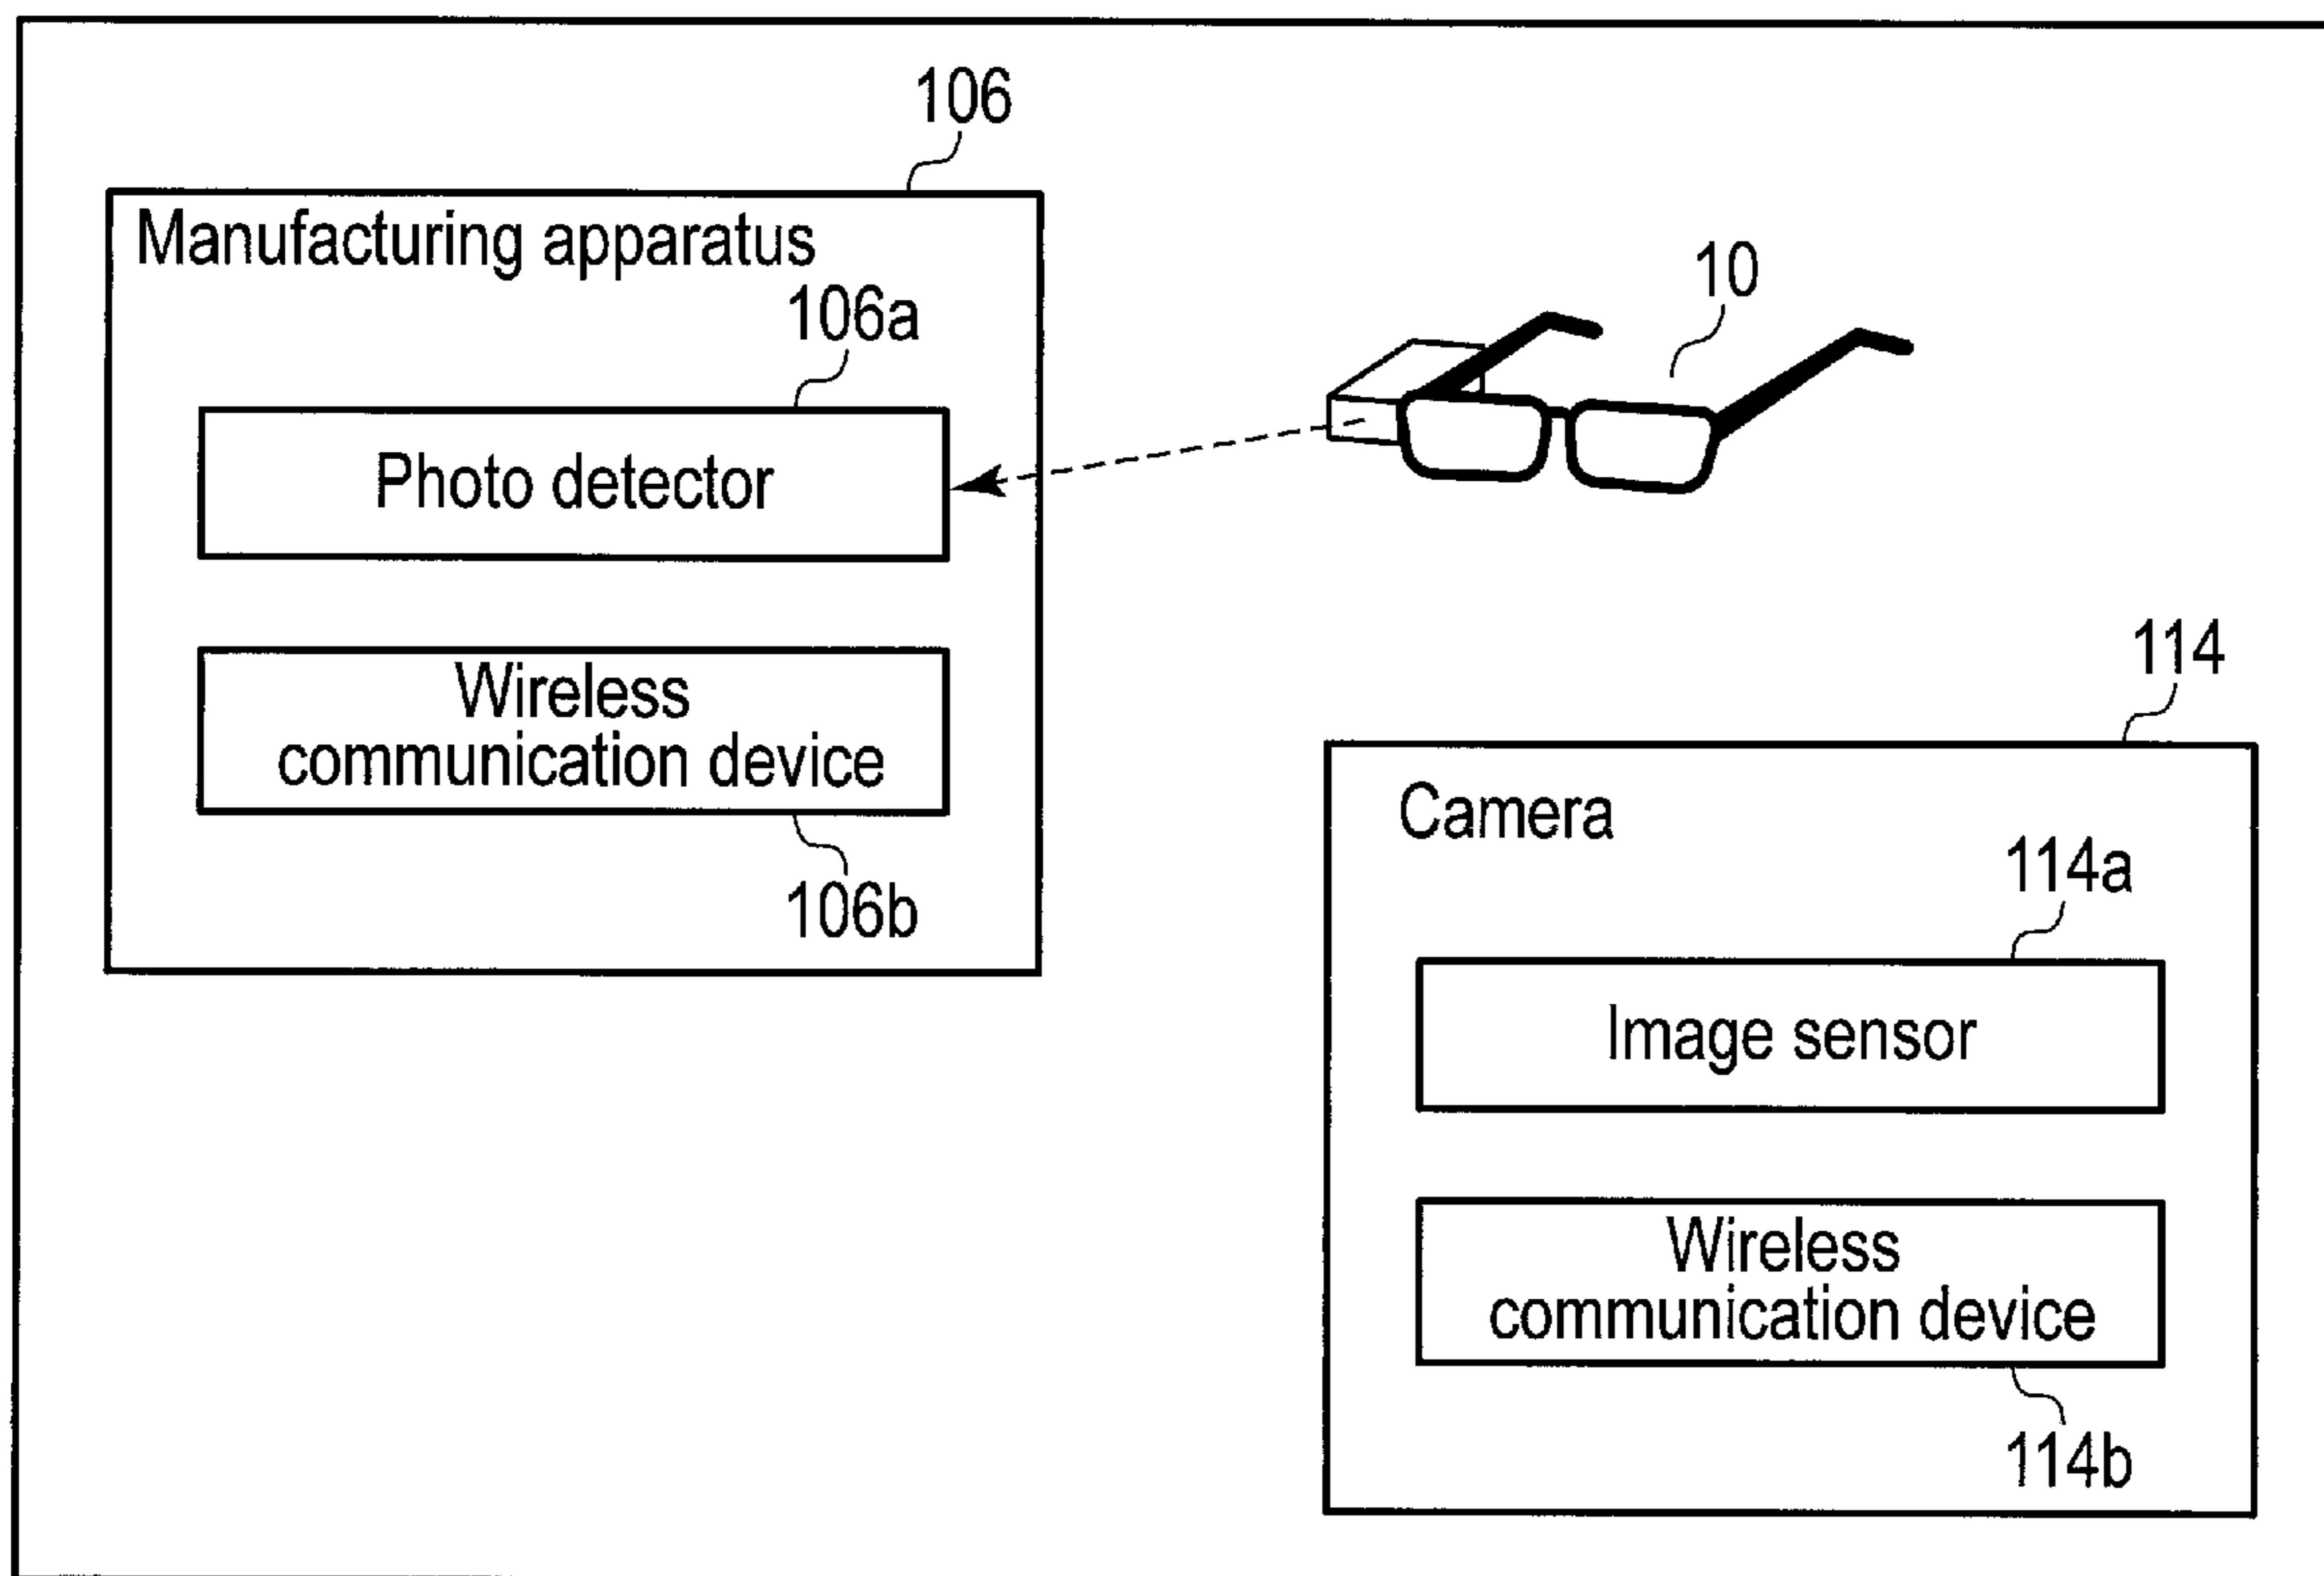 106
Manufacturing apparatus
106a
Photo detector
Wireless
communication device
106b
10
114
Camera
114a
Image sensor
Wireless
communication device
114b